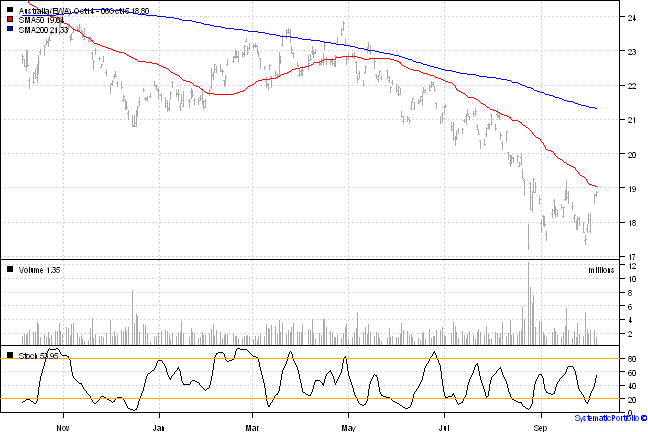 Australia(EWA) Oct14 - 06Oct15 18.80
SMA50 19.04
SMA200 21.33
24
23
22
21
20
19
18
17
Volume 1.35
millions
12
10
8
6
4
2
Stoch 53.95
80
60
40
20
0
Nov Jan Mar May Jul Sep
SystematicPortfolio ©